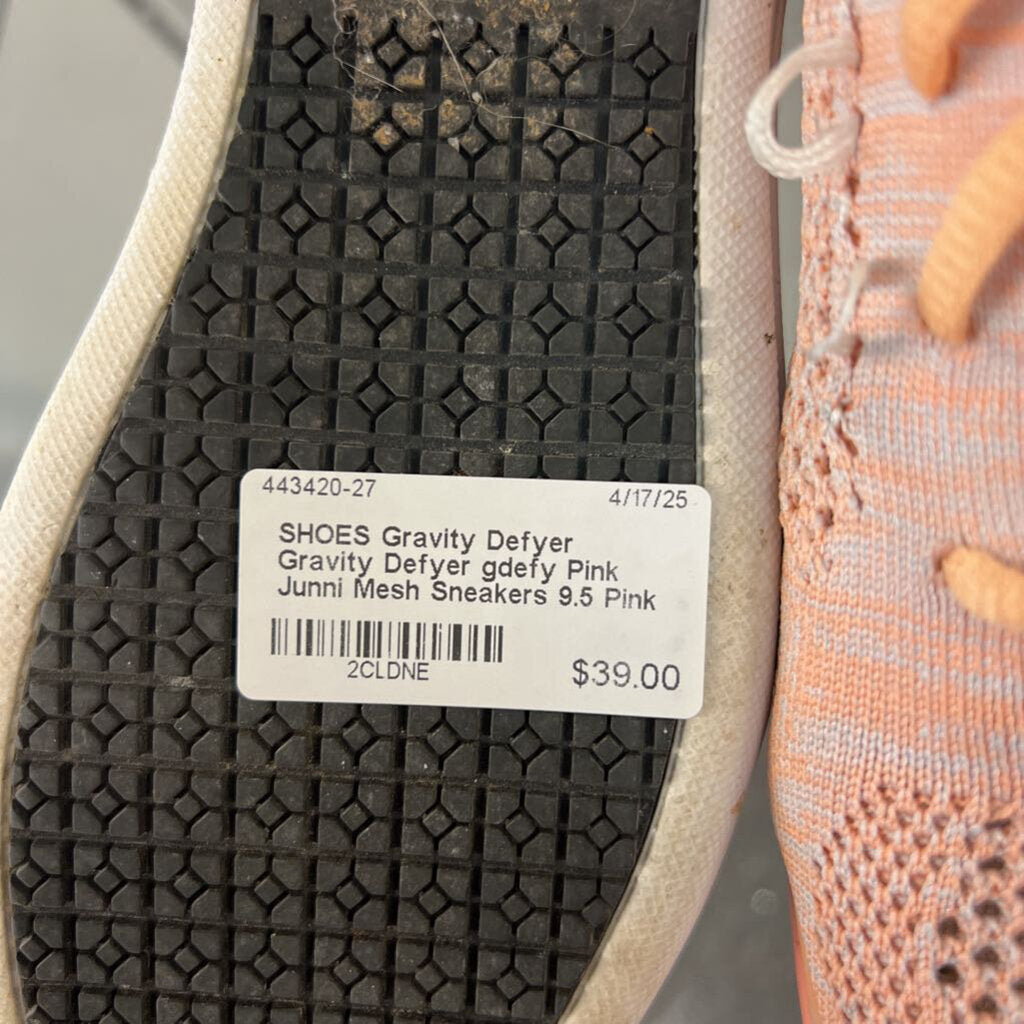 443420-27 4/17/25
SHOES Gravity Defyer
Gravity Defyer gdefy Pink
Junni Mesh Sneakers 9.5 Pink
2CLDNE
$39.00